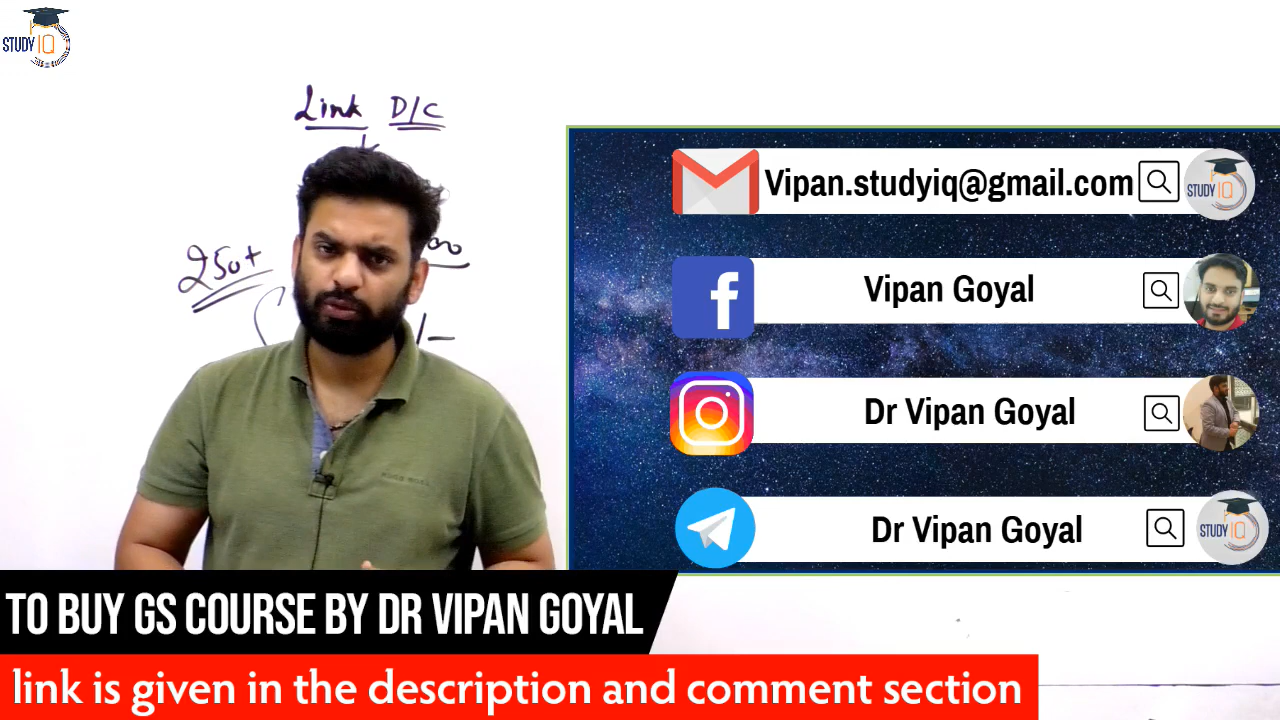 STUDY IQ
Link D/C
250+
Vipan.studyiq@gmail.com
STUDY IQ
Vipan Goyal
Dr Vipan Goyal
Dr Vipan Goyal
STUDY IQ
TO BUY GS COURSE BY DR VIPAN GOYAL
link is given in the description and comment section